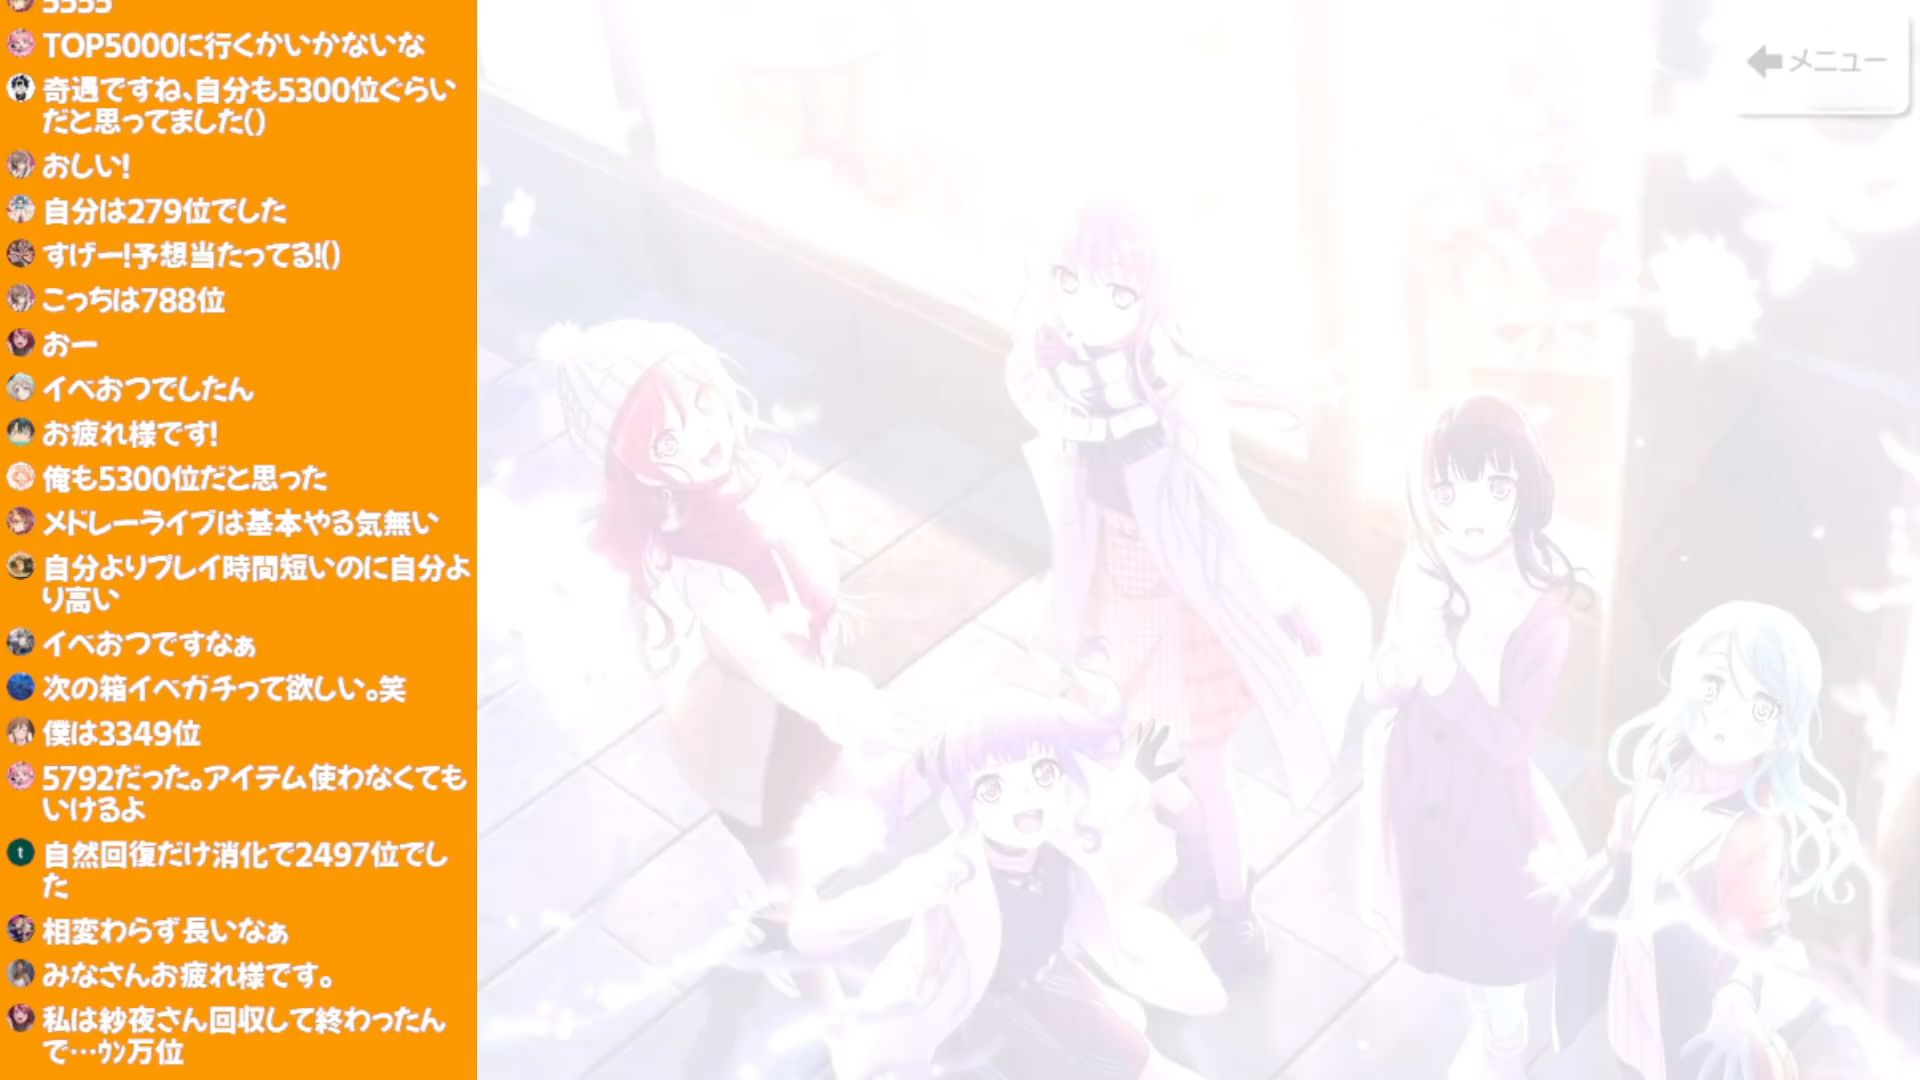 5555
TOP5000に行くかいかないな
奇遇ですね、自分も5300位ぐらい
だと思ってました()
おしい!
自分は279位でした
すげー!予想当たってる!()
こっちは788位
おー
イベおつでしたん
お疲れ様です!
俺も5300位だと思った
メドレーライブは基本やる気無い
自分よりプレイ時間短いのに自分よ
り高い
イベおつですなぁ
次の箱イベガチって欲しい。笑
僕は3349位
5792だった。アイテム使わなくても
いけるよ
自然回復だけ消化で2497位でし
た
相変わらず長いなぁ
みなさんお疲れ様です。
私は紗夜さん回収して終わったん
で…ウン万位
メニュー